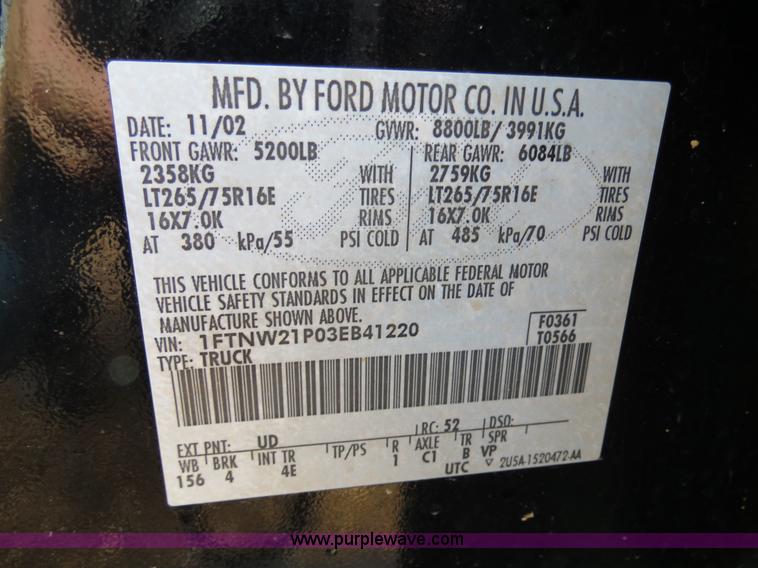 MFD. BY FORD MOTOR CO. IN U.S.A.
DATE: 11/02 GVWR: 8800LB/ 3991KG
FRONT GAWR: 5200LB REAR GAWR: 6084LB
2358KG WITH 2759KG WITH
LT265/75R16E TIRES LT265/75R16E TIRES
16X7.0K RIMS 16X7.0K RIMS
AT 380 kPa/55 PSI COLD AT 485 kPa/70 PSI COLD
THIS VEHICLE CONFORMS TO ALL APPLICABLE FEDERAL MOTOR
VEHICLE SAFETY STANDARDS IN EFFECT ON THE DATE OF
MANUFACTURE SHOWN ABOVE.
VIN: 1FTNW21P03EB41220 F0361
TYPE: TRUCK T0566
EXT PNT: UD RC: 52 DSO:
WB BRK INT TR TP/PS R AXLE TR SPR
156 4 4E 1 C1 B VP
UTC ▽ 2U5A-1520472-AA
www.purplewave.com